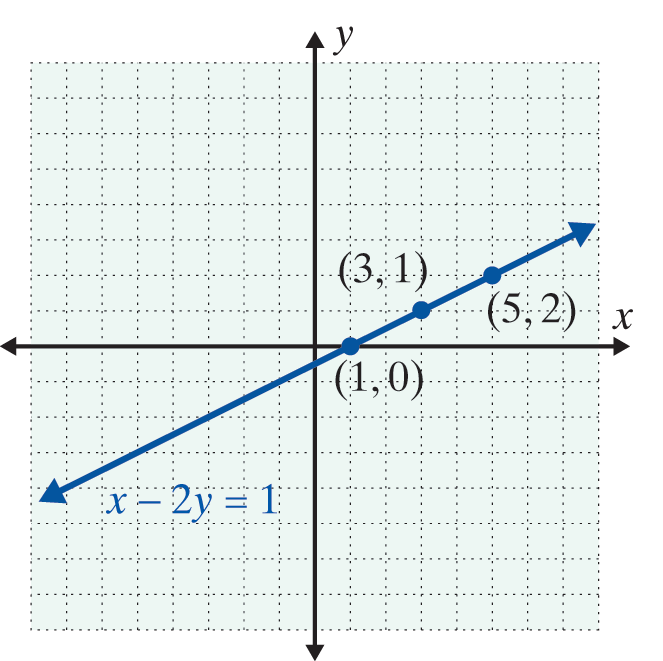 y
(3, 1)
(5, 2)
x
(1, 0)
x − 2y = 1